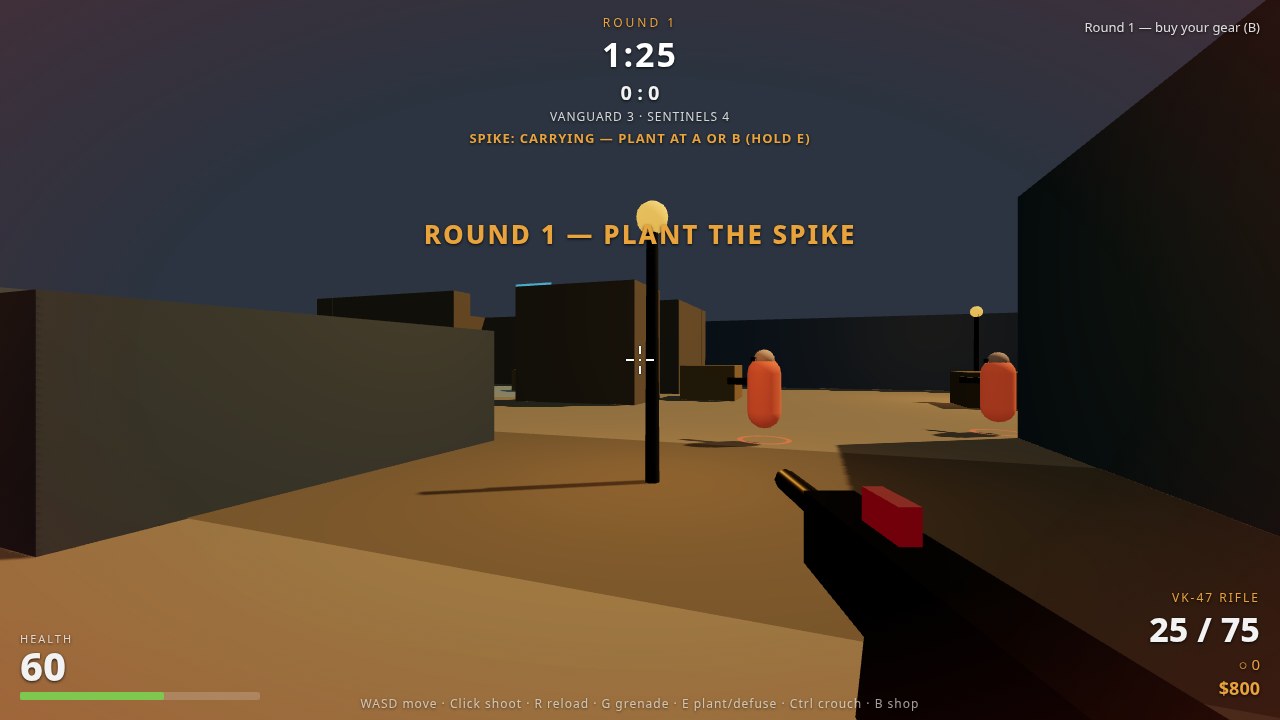 ROUND 1
1:25
0 : 0
VANGUARD 3 · SENTINELS 4
SPIKE: CARRYING — PLANT AT A OR B (HOLD E)
Round 1 — buy your gear (B)
ROUND 1 — PLANT THE SPIKE
HEALTH
60
WASD move · Click shoot · R reload · G grenade · E plant/defuse · Ctrl crouch · B shop
VK-47 RIFLE
25 / 75
○ 0
$800